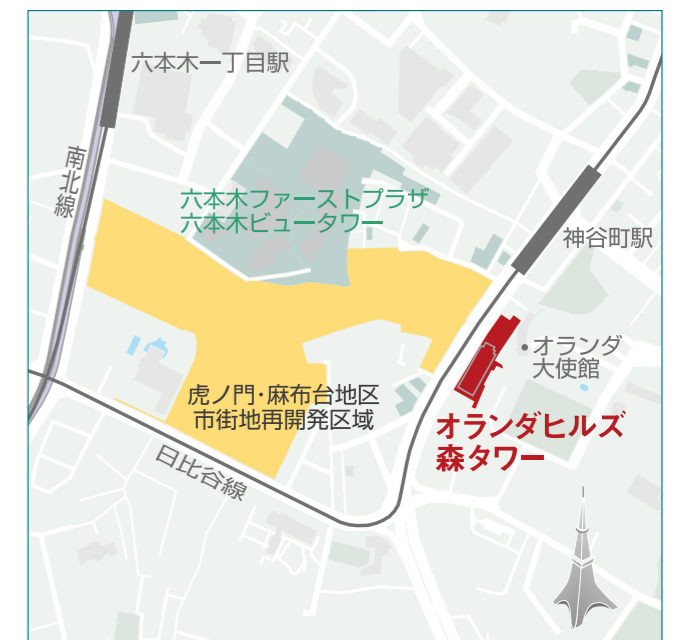 六本木一丁目駅
南北線
六本木ファーストプラザ
六本木ビュータワー
神谷町駅
オランダ
大使館
虎ノ門・麻布台地区
市街地再開発区域
オランダヒルズ
森タワー
日比谷線